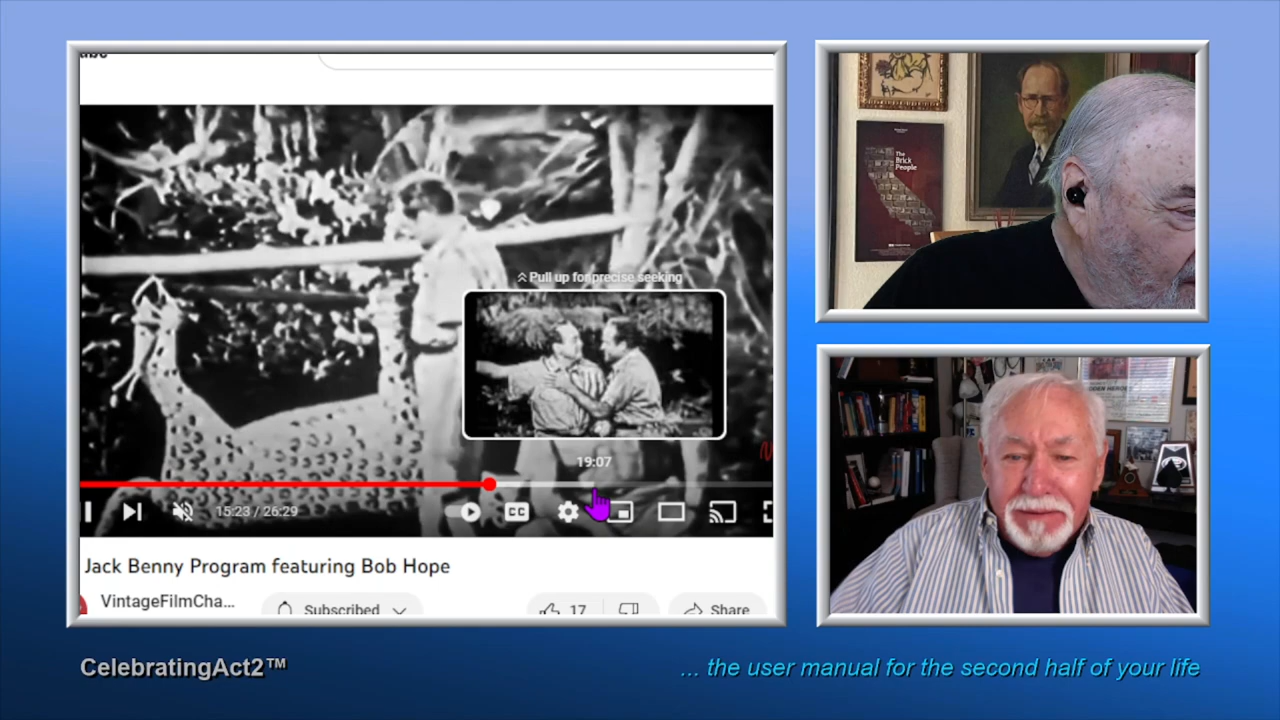 Pull up for precise seeking
19:07
15:23 / 26:29
CC
Jack Benny Program featuring Bob Hope
VintageFilmCha...
Subscribed
17
Share
The
Brick
People
CelebratingAct2™
... the user manual for the second half of your life